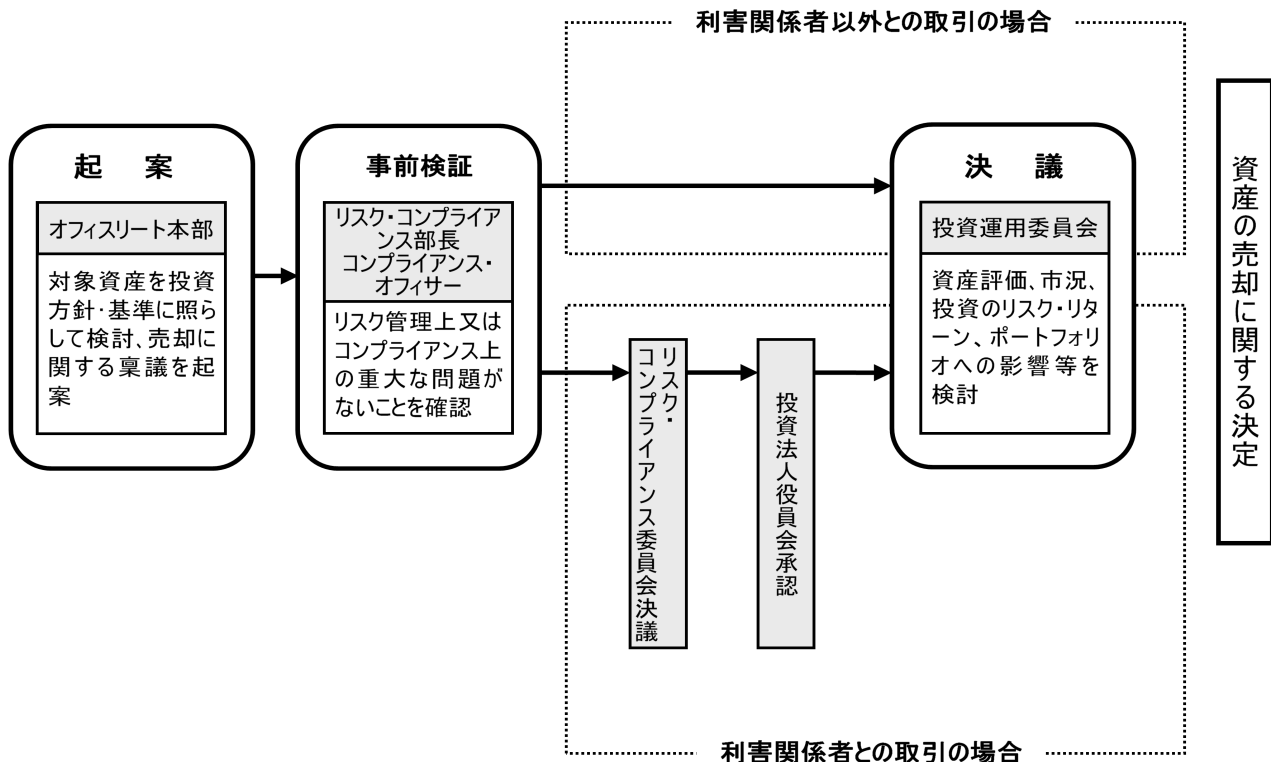 利害関係者以外との取引の場合
起 案
オフィスリート本部
対象資産を投資
方針・基準に照ら
して検討、売却に
関する稟議を起
案
事前検証
リスク・コンプライア
ンス部長
コンプライアンス・
オフィサー
リスク管理上又は
コンプライアンス上
の重大な問題が
ないことを確認
リスク・
コンプライアンス委員会決議
投資法人役員会承認
決 議
投資運用委員会
資産評価、市況、
投資のリスク・リタ
ーン、ポートフォリ
オへの影響等を
検討
資産の売却に関する決定
利害関係者との取引の場合